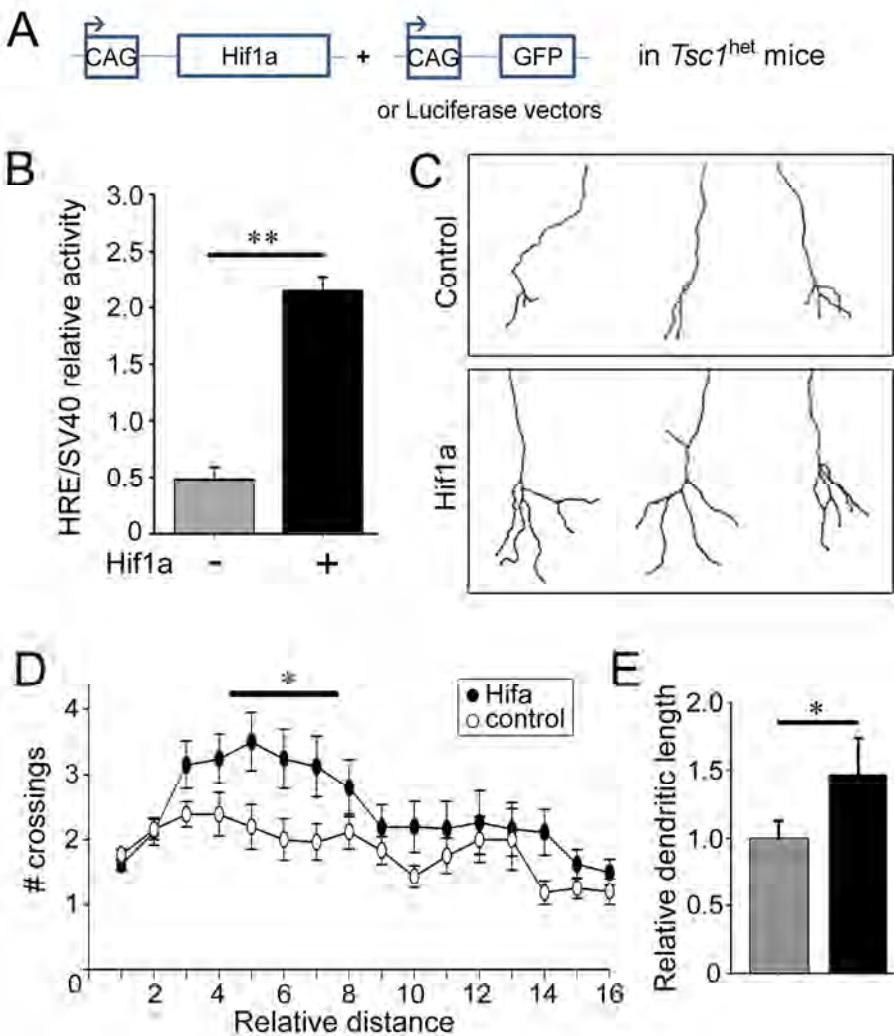 A
CAG Hif1a + CAG GFP in Tsc1het mice
or Luciferase vectors
B
HRE/SV40 relative activity
3.0
2.5
2.0
1.5
1.0
0.5
0
**
Hif1a - +
C
Control
Hif1a
D
# crossings
4
3
2
1
0
*
Hifa
control
2 4 6 8 10 12 14 16
Relative distance
E
Relative dendritic length
2.0
1.5
1.0
0.5
0
*